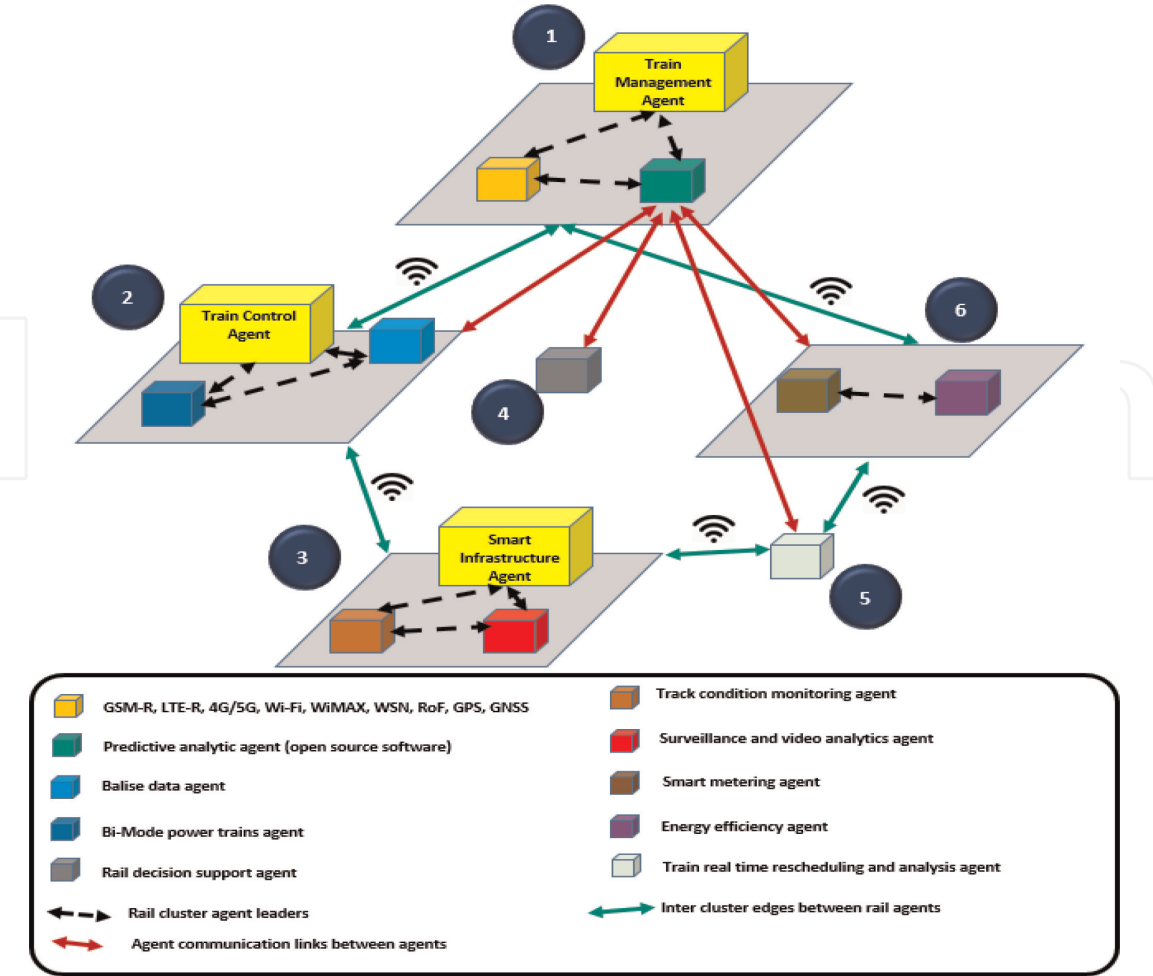 1
Train
Management
Agent
2
Train Control
Agent
6
4
3
Smart
Infrastructure
Agent
5
GSM-R, LTE-R, 4G/5G, Wi-Fi, WiMAX, WSN, RoF, GPS, GNSS
Predictive analytic agent (open source software)
Balise data agent
Bi-Mode power trains agent
Rail decision support agent
Rail cluster agent leaders
Agent communication links between agents
Track condition monitoring agent
Surveillance and video analytics agent
Smart metering agent
Energy efficiency agent
Train real time rescheduling and analysis agent
Inter cluster edges between rail agents